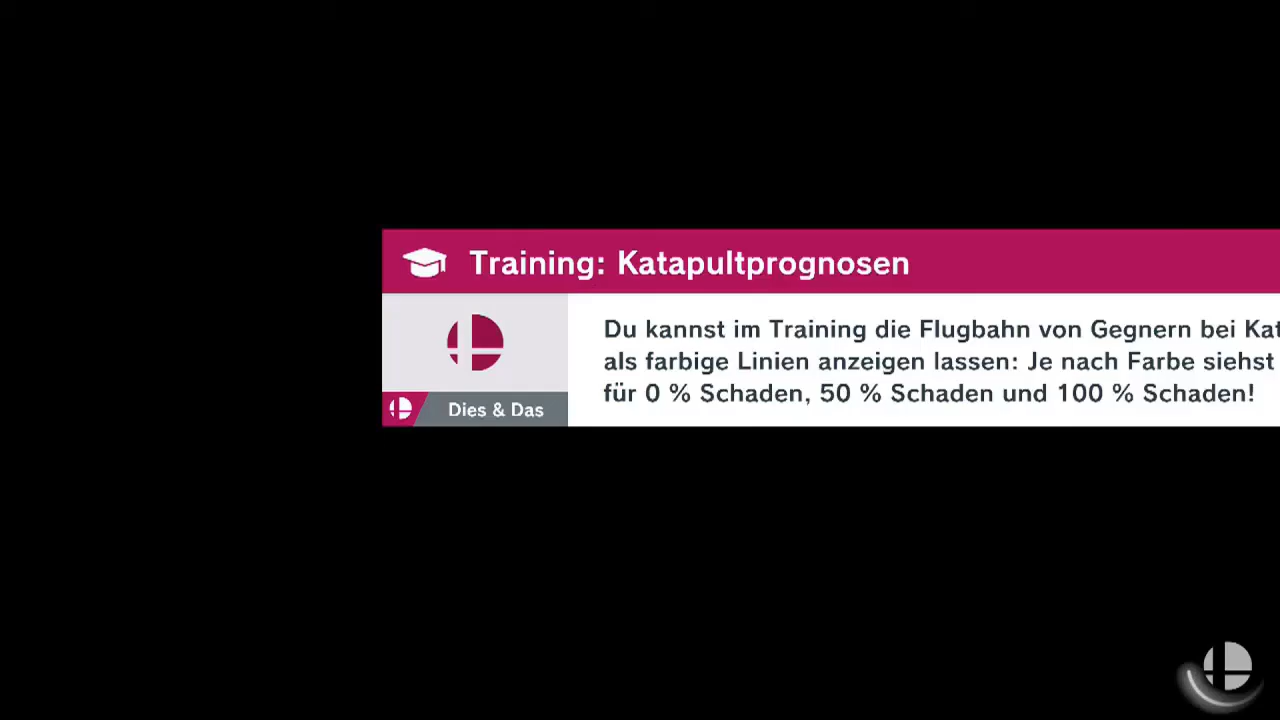 Training: Katapultprognosen
Du kannst im Training die Flugbahn von Gegnern bei
als farbige Linien anzeigen lassen: Je nach Farbe siehst
für 0 % Schaden, 50 % Schaden und 100 % Schaden!
Dies & Das